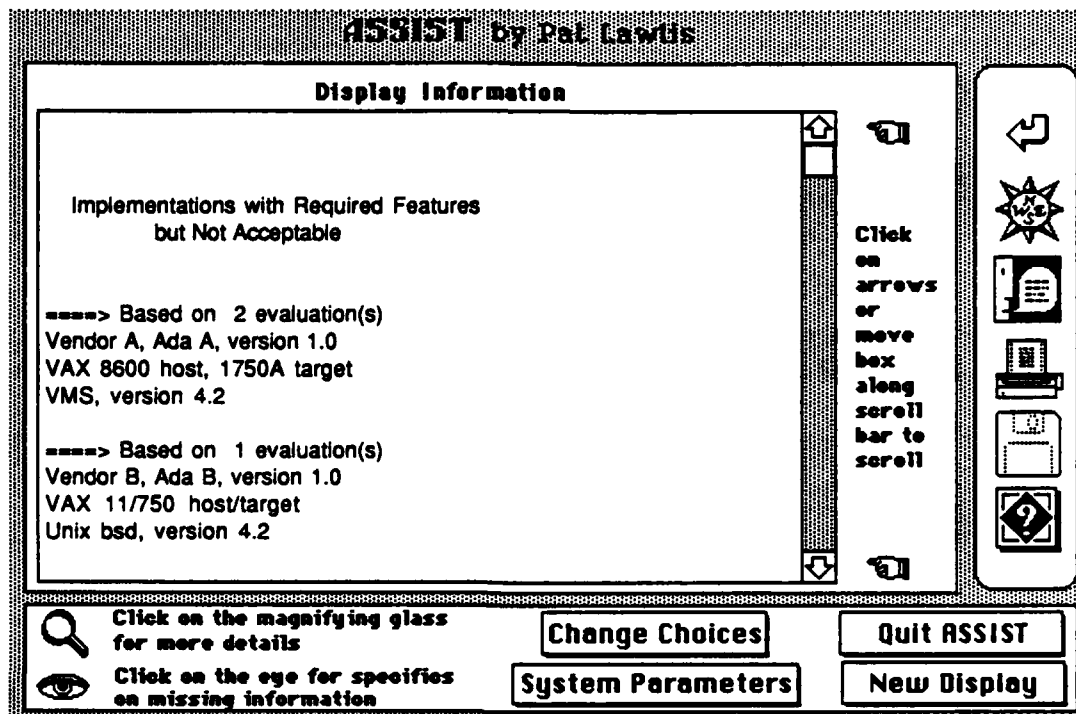 ASSIST by Pat Lawlis
Display Information
Implementations with Required Features
but Not Acceptable
====> Based on 2 evaluation(s)
Vendor A, Ada A, version 1.0
VAX 8600 host, 1750A target
VMS, version 4.2
====> Based on 1 evaluation(s)
Vendor B, Ada B, version 1.0
VAX 11/750 host/target
Unix bsd, version 4.2
Click
on
arrows
or
move
box
along
scroll
bar to
scroll
N
W E
S
?
Click on the magnifying glass
for more details
Click on the eye for specifics
on missing information
Change Choices
System Parameters
Quit ASSIST
New Display